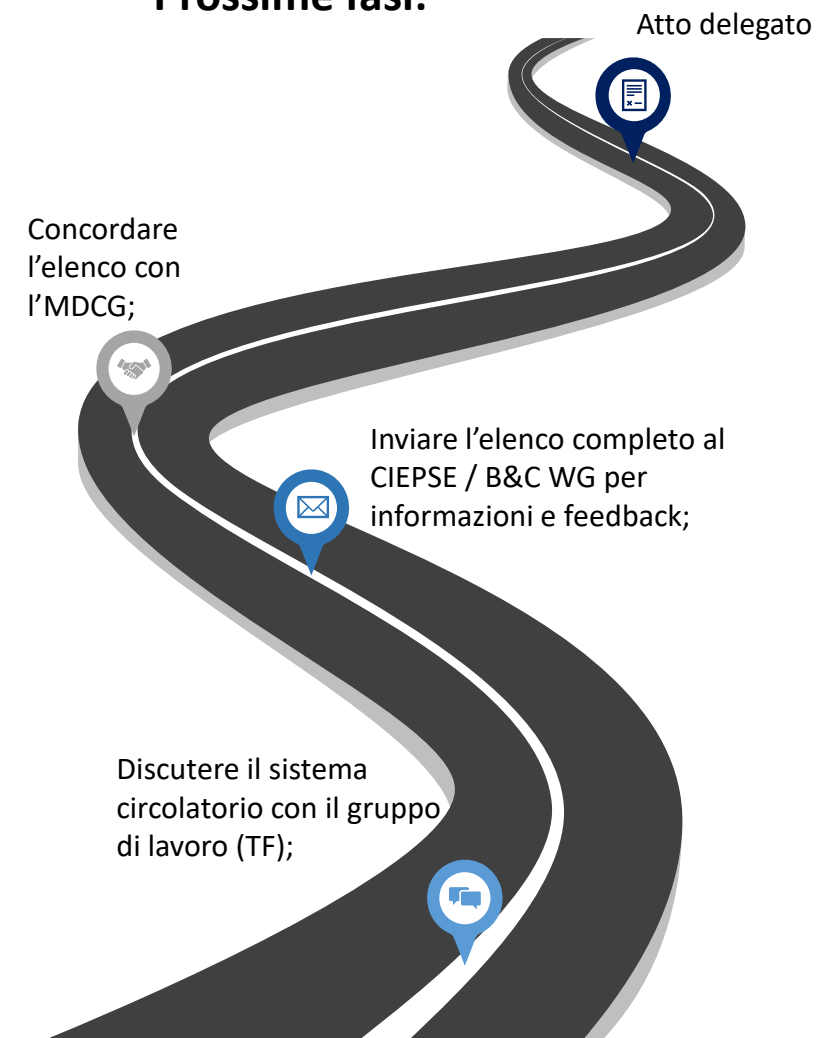 Prossime fasi:
Atto delegato
Concordare
l’elenco con
l’MDCG;
Inviare l’elenco completo al
CIEPSE / B&C WG per
informazioni e feedback;
Discutere il sistema
circolatorio con il gruppo
di lavoro (TF);